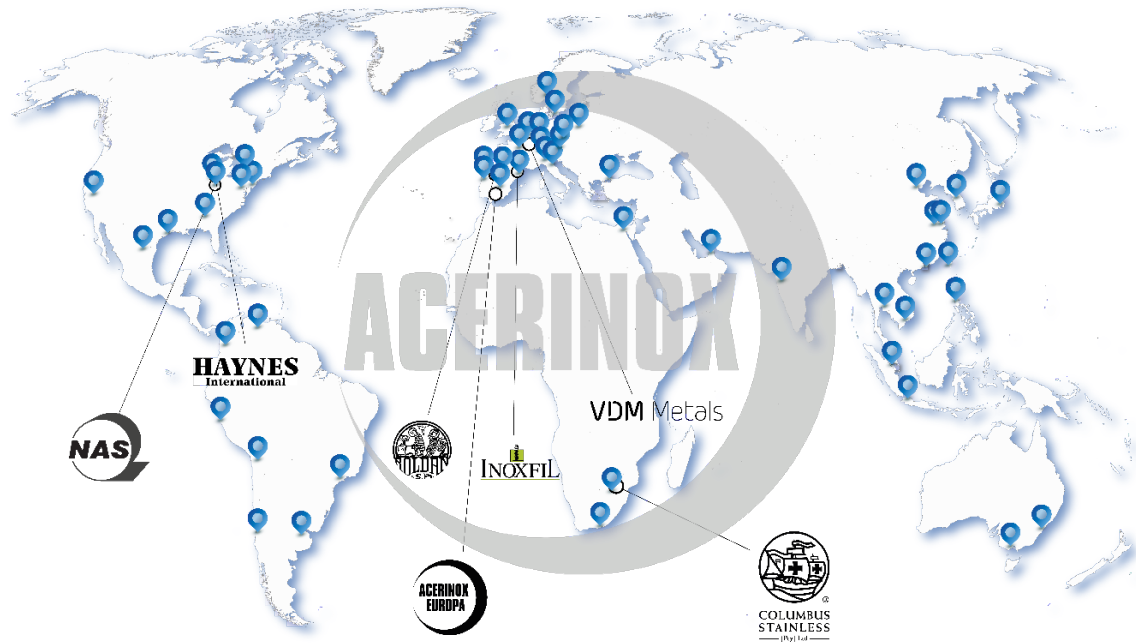 ACERINOX
HAYNES
International
NAS
ROLDAN
S.A.
INOXFIL
VDM Metals
ACERINOX
EUROPA
COLUMBUS
STAINLESS
[Pty] Ltd